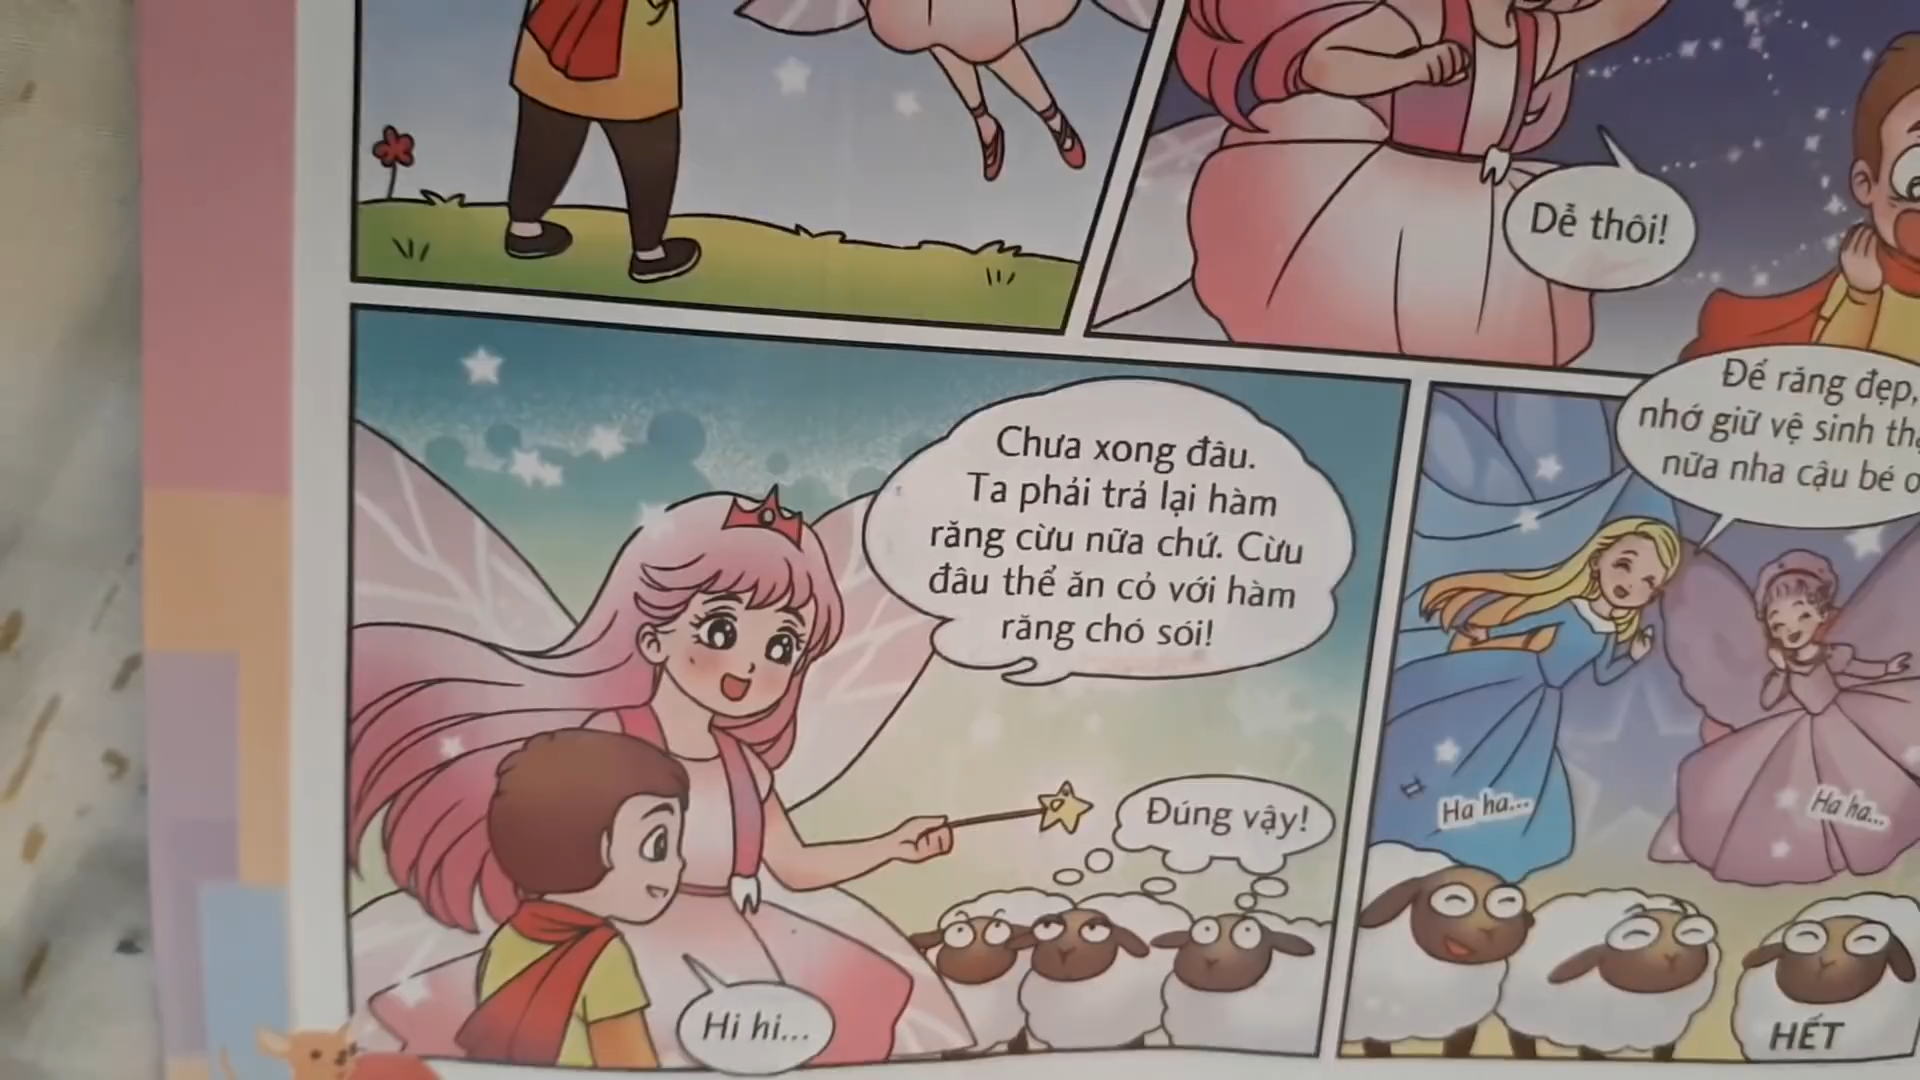 Dễ thôi!
Chưa xong đâu.
Ta phải trả lại hàm
răng cừu nữa chứ. Cừu
đâu thể ăn cỏ với hàm
răng chó sói!
Đúng vậy!
Hi hi...
Để răng đẹp,
nhớ giữ vệ sinh
nữa nha cậu bé
Ha ha...
Ha ha...
HẾT